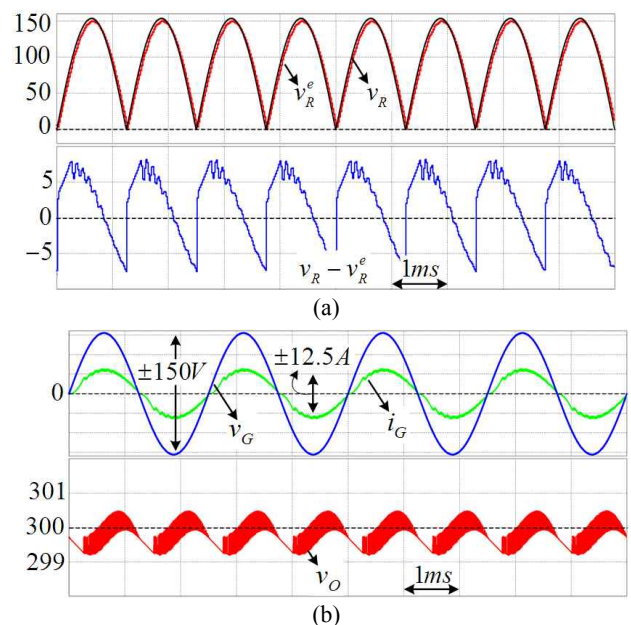 150
100
50
0
v_R^e
v_R
5
0
−5
v_R − v_R^e
1ms
(a)
±12.5A
±150V
0
v_G
i_G
301
300
299
v_O
1ms
(b)